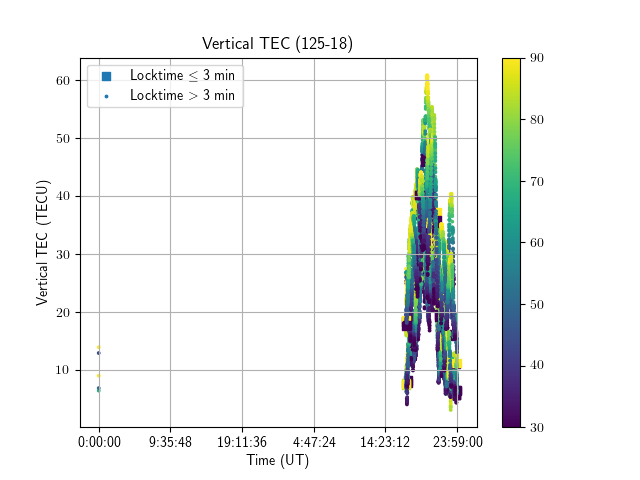 Vertical TEC (125-18)
Locktime ≤ 3 min
Locktime > 3 min
60
50
40
30
20
10
Vertical TEC (TECU)
0:00:00 9:35:48 19:11:36 4:47:24 14:23:12 23:59:00
Time (UT)
90
80
70
60
50
40
30